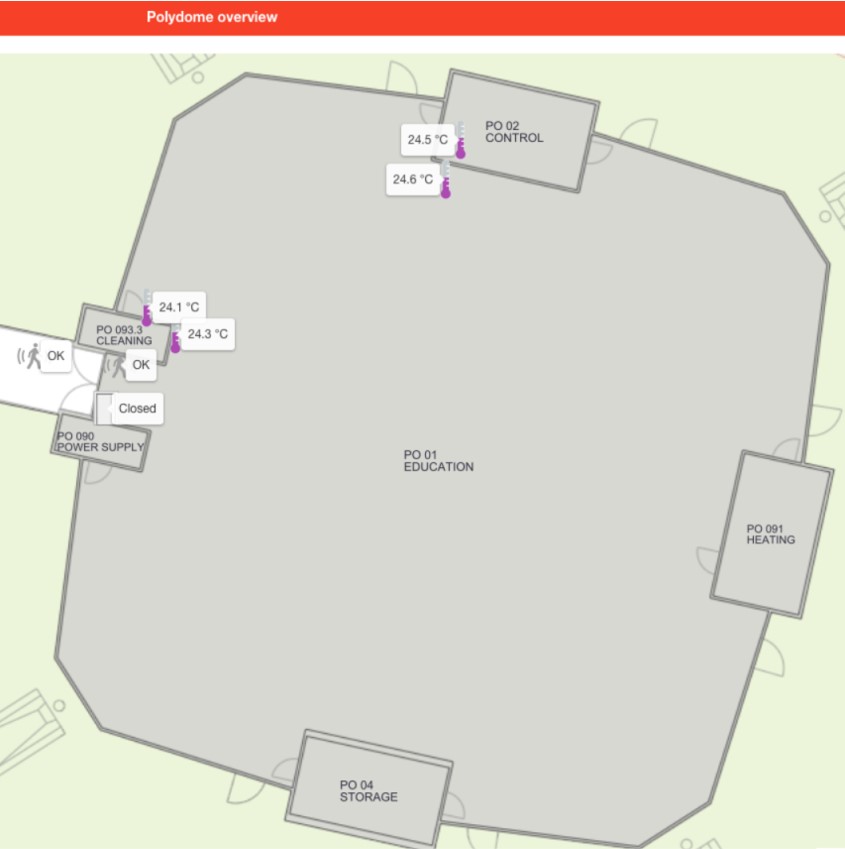 Polydome overview
PO 02
CONTROL
24.5 °C
24.6 °C
24.1 °C
24.3 °C
PO 093.3
CLEANING
OK
OK
Closed
PO 090
POWER SUPPLY
PO 01
EDUCATION
PO 091
HEATING
PO 04
STORAGE